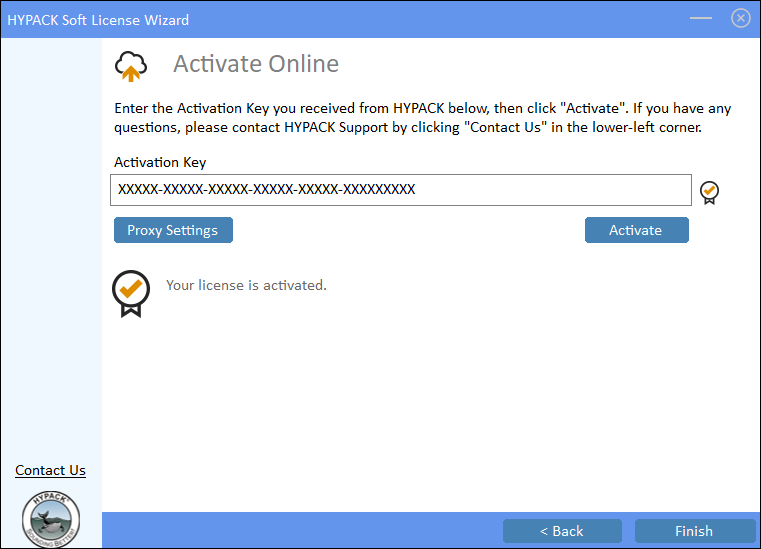 HYPACK Soft License Wizard
Activate Online
Enter the Activation Key you received from HYPACK below, then click "Activate". If you have any
questions, please contact HYPACK Support by clicking "Contact Us" in the lower-left corner.
Activation Key
XXXXX-XXXXX-XXXXX-XXXXX-XXXXX-XXXXXXXXX
Proxy Settings
Activate
Your license is activated.
Contact Us
HYPACK
SOUNDING BETTER!
< Back
Finish